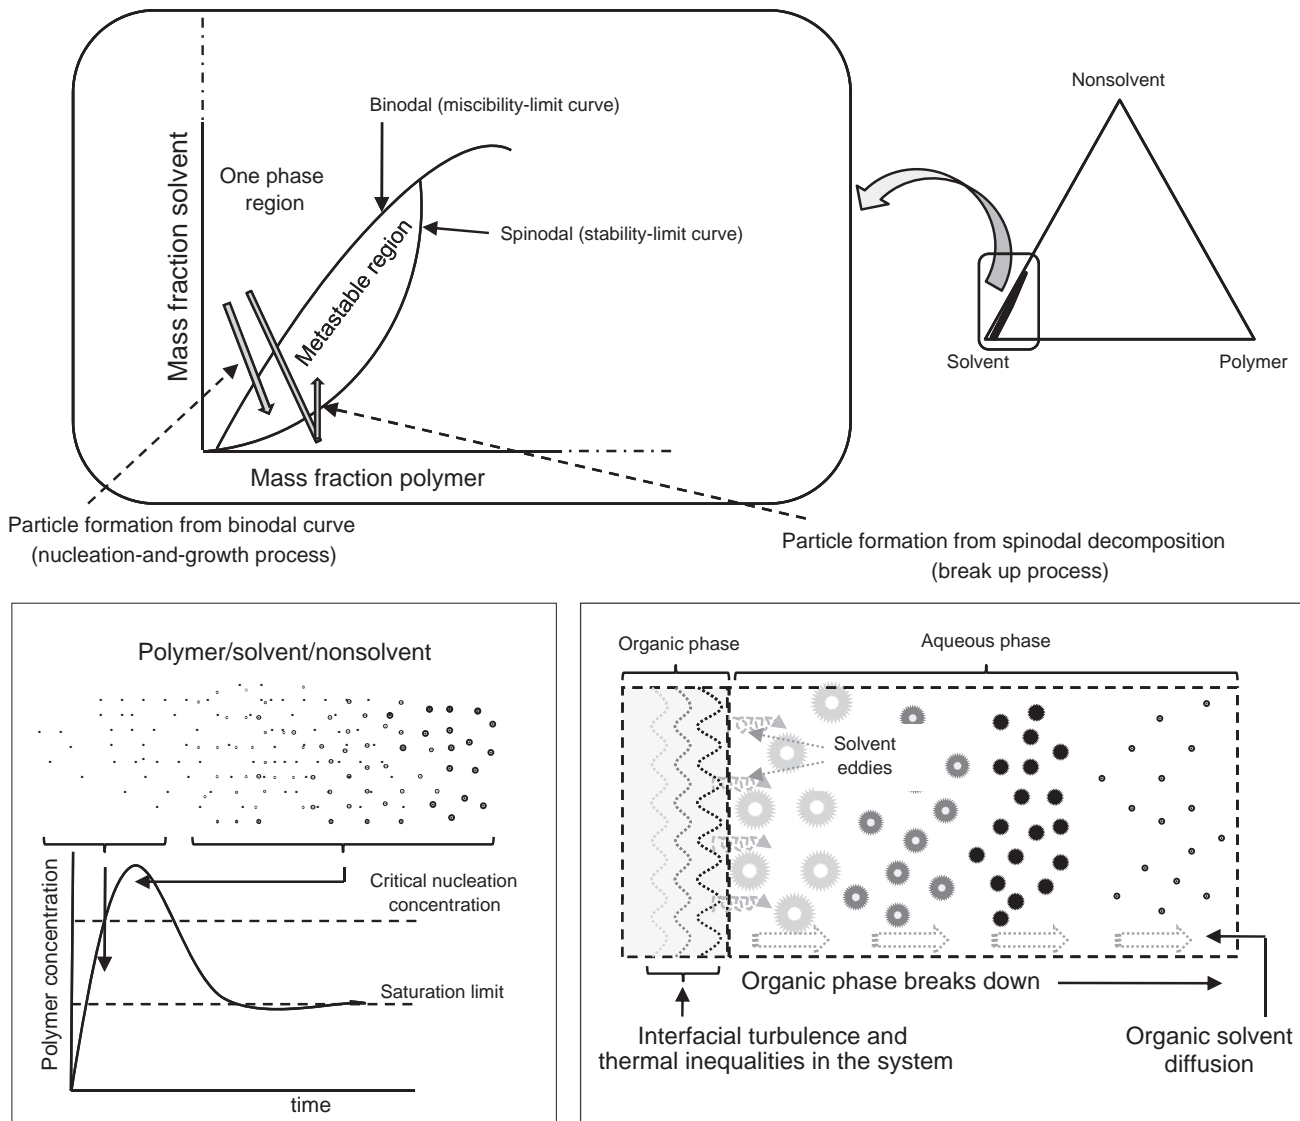 Nonsolvent
Binodal (miscibility-limit curve)
Mass fraction solvent
One phase
region
Spinodal (stability-limit curve)
Metastable region
Solvent
Polymer
Mass fraction polymer
Particle formation from binodal curve
(nucleation-and-growth process)
Particle formation from spinodal decomposition
(break up process)
Polymer/solvent/nonsolvent
Polymer concentration
Critical nucleation
concentration
Saturation limit
time
Organic phase
Aqueous phase
Solvent
eddies
Organic phase breaks down
Interfacial turbulence and
thermal inequalities in the system
Organic solvent
diffusion